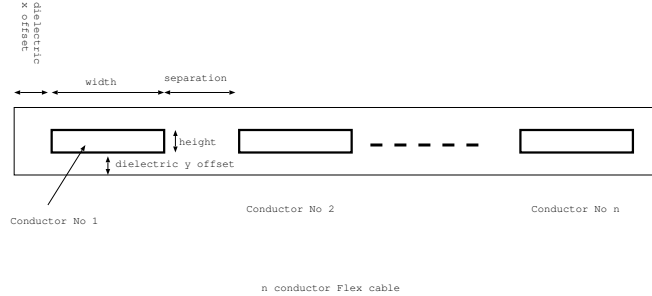 dielectric
x offset
width
separation
height
dielectric y offset
Conductor No 1
Conductor No 2
Conductor No n
n conductor Flex cable